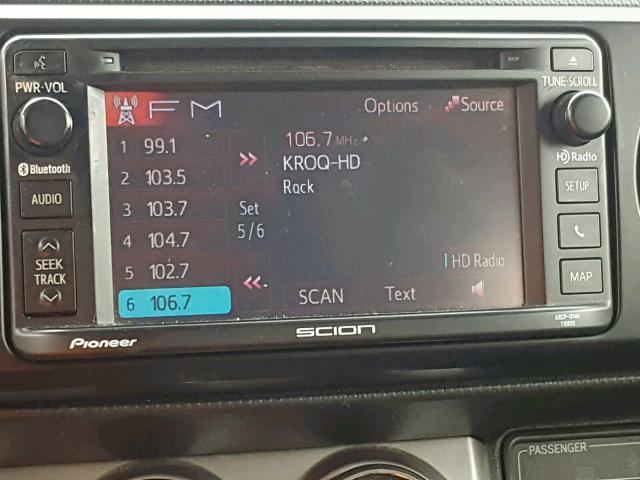 PWR·VOL
Bluetooth
AUDIO
SEEK
TRACK
FM
Options
Source
1 99.1
2 103.5
3 103.7
4 104.7
5 102.7
6 106.7
Set
5/6
106.7 MHz
KROQ-HD
Rock
HD Radio
SCAN
Text
TUNE·SCROLL
HD Radio
SETUP
MAP
Pioneer
SCION
T10015
PASSENGER